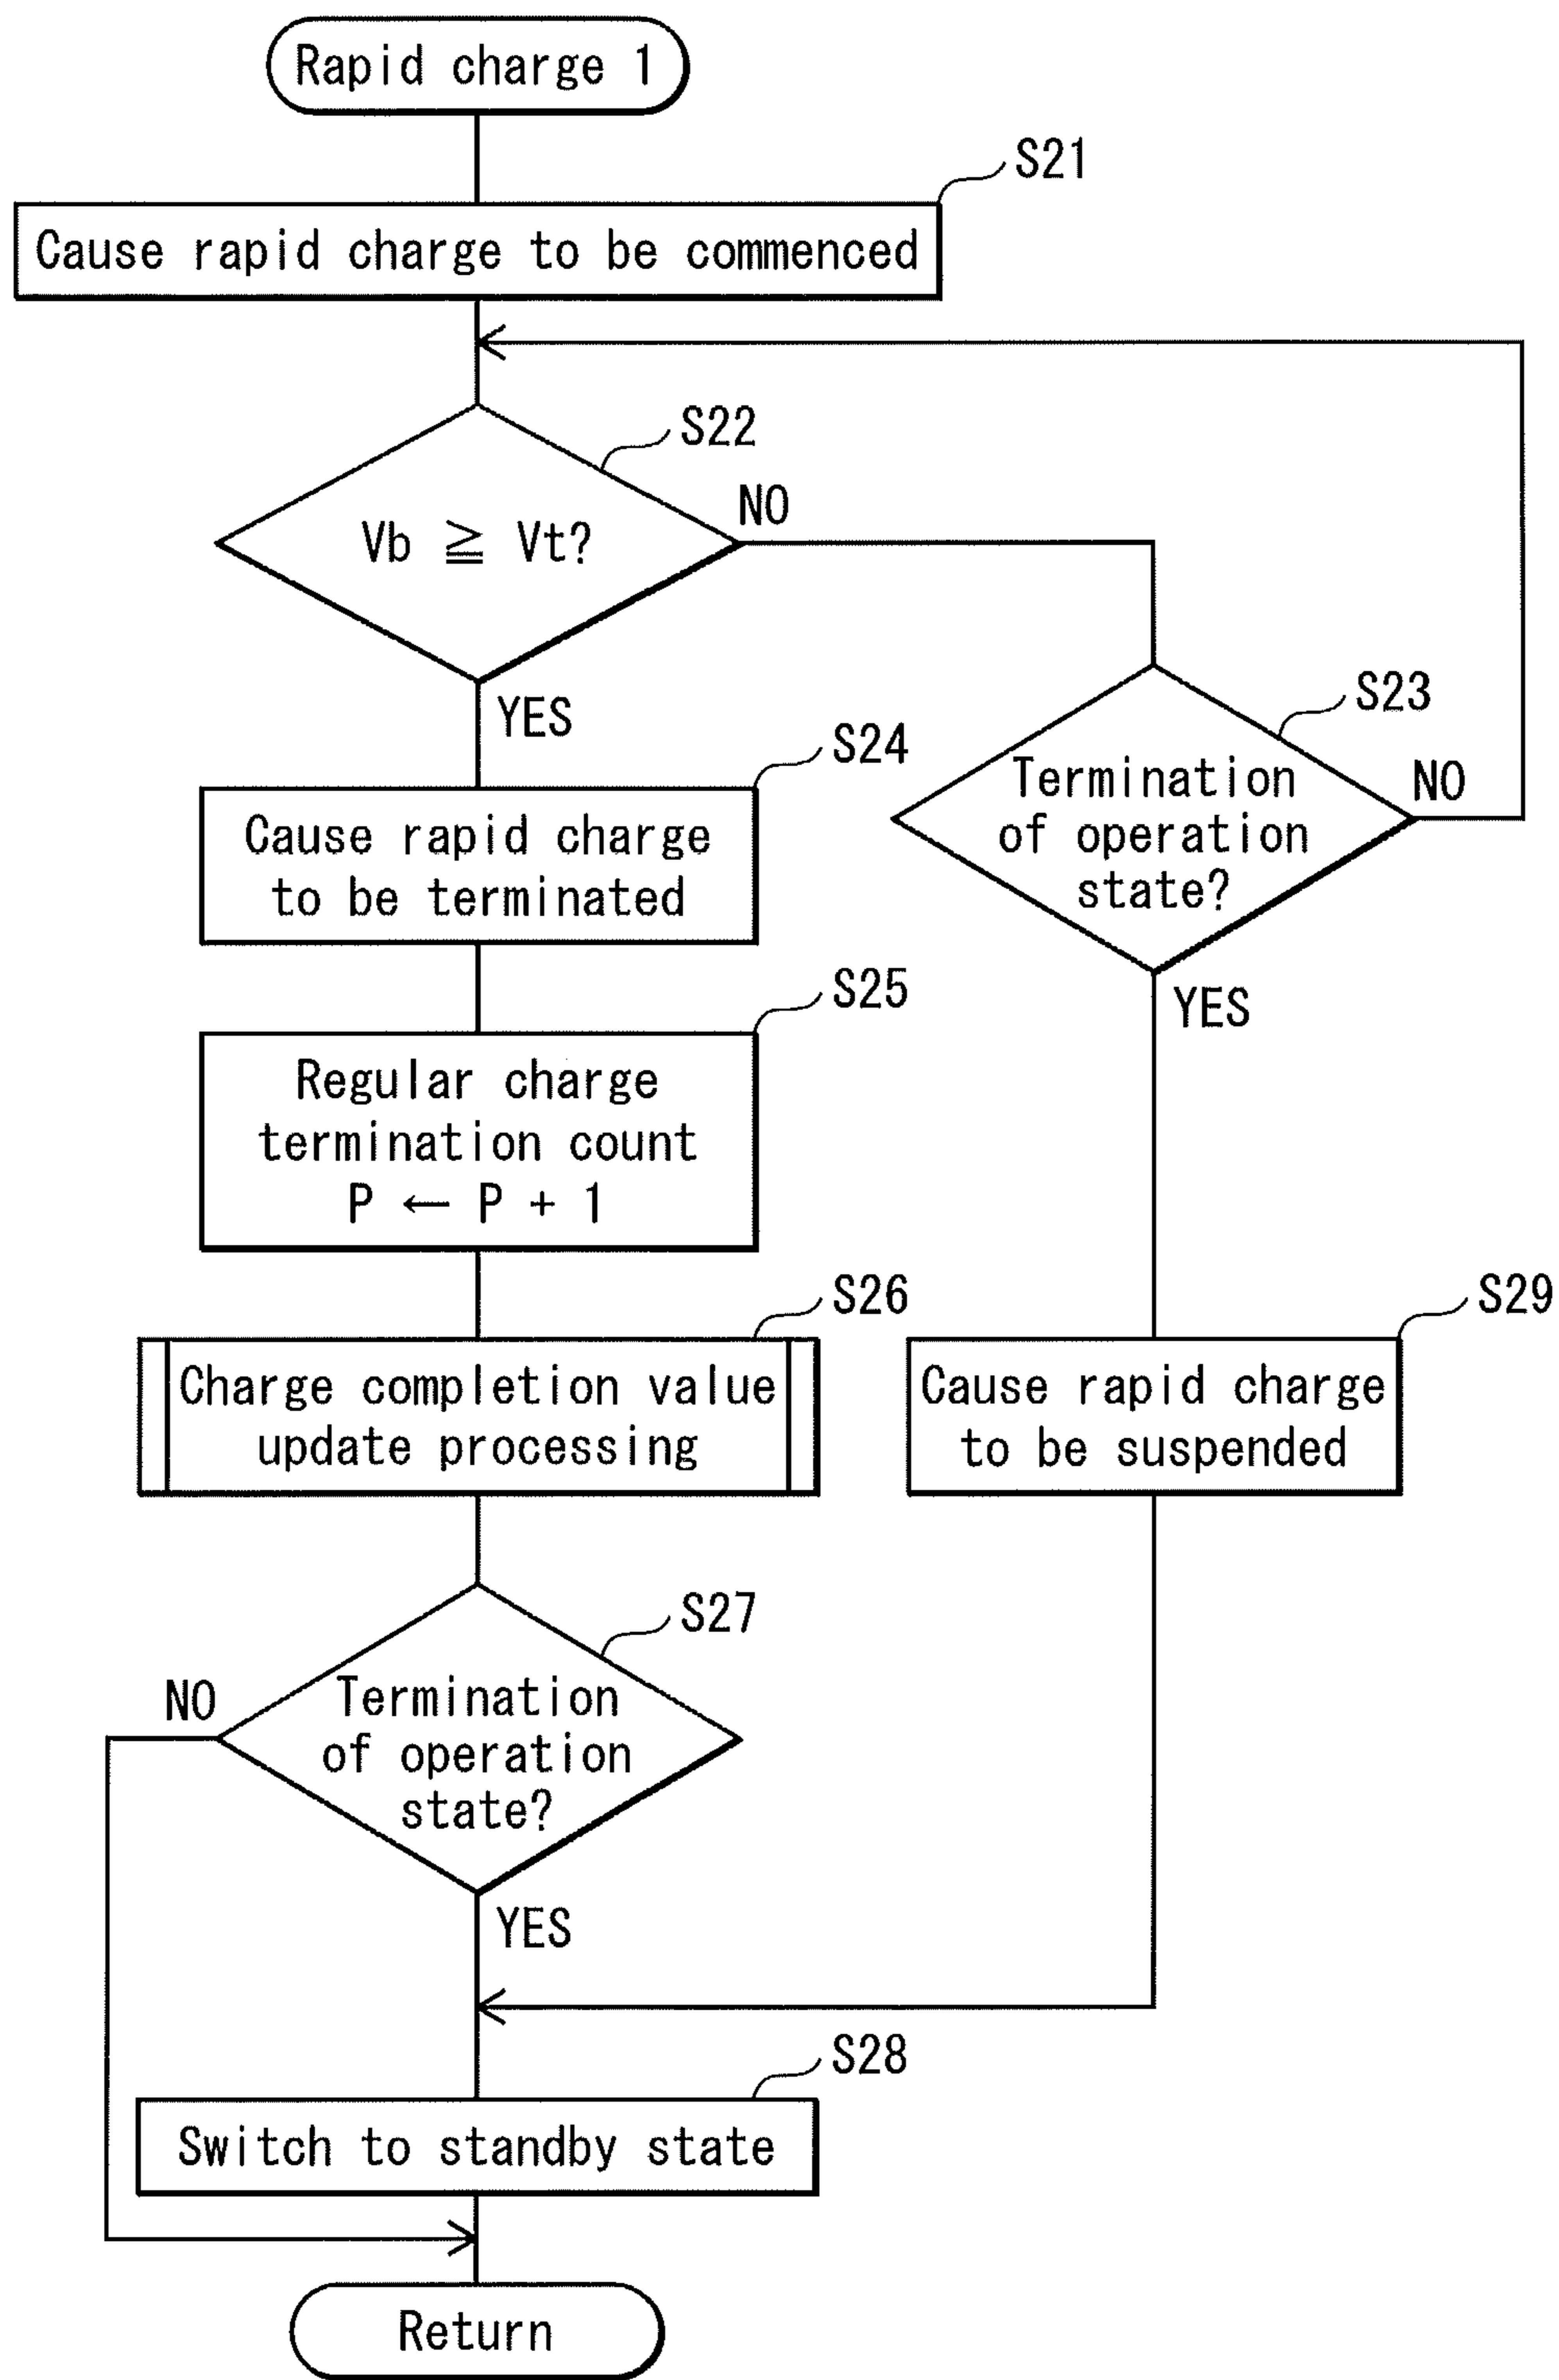 Rapid charge 1
S21
Cause rapid charge to be commenced
S22
Vb ≧ Vt?
NO
YES
S23
Termination
of operation
state?
NO
YES
S24
Cause rapid charge
to be terminated
S25
Regular charge
termination count
P ← P + 1
S26
Charge completion value
update processing
S29
Cause rapid charge
to be suspended
S27
Termination
of operation
state?
NO
YES
S28
Switch to standby state
Return